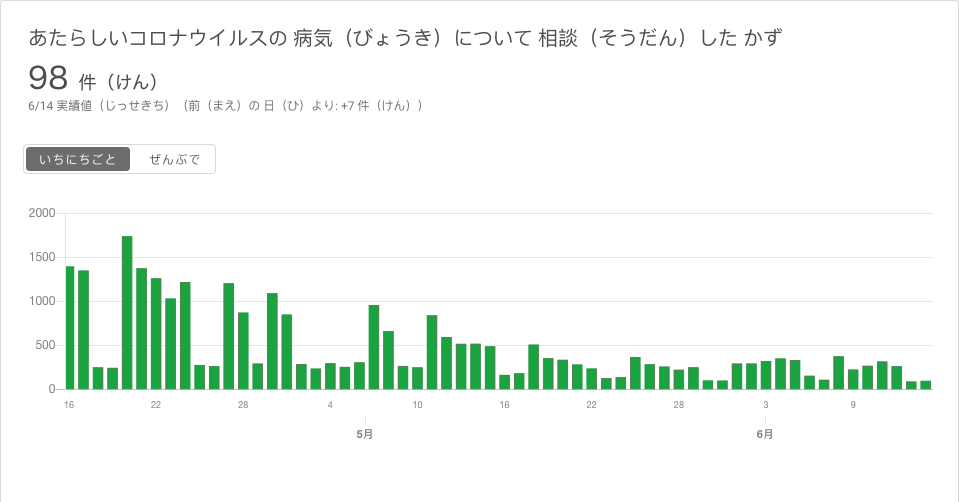 あたらしいコロナウイルスの 病気（びょうき）について 相談（そうだん）した かず
98 件（けん）
6/14 実績値（じっせきち）（前（まえ）の 日（ひ）より: +7 件（けん））
いちにちごと ぜんぶで
2000
1500
1000
500
0
16 22 28 4 10 16 22 28 3 9
5月 6月